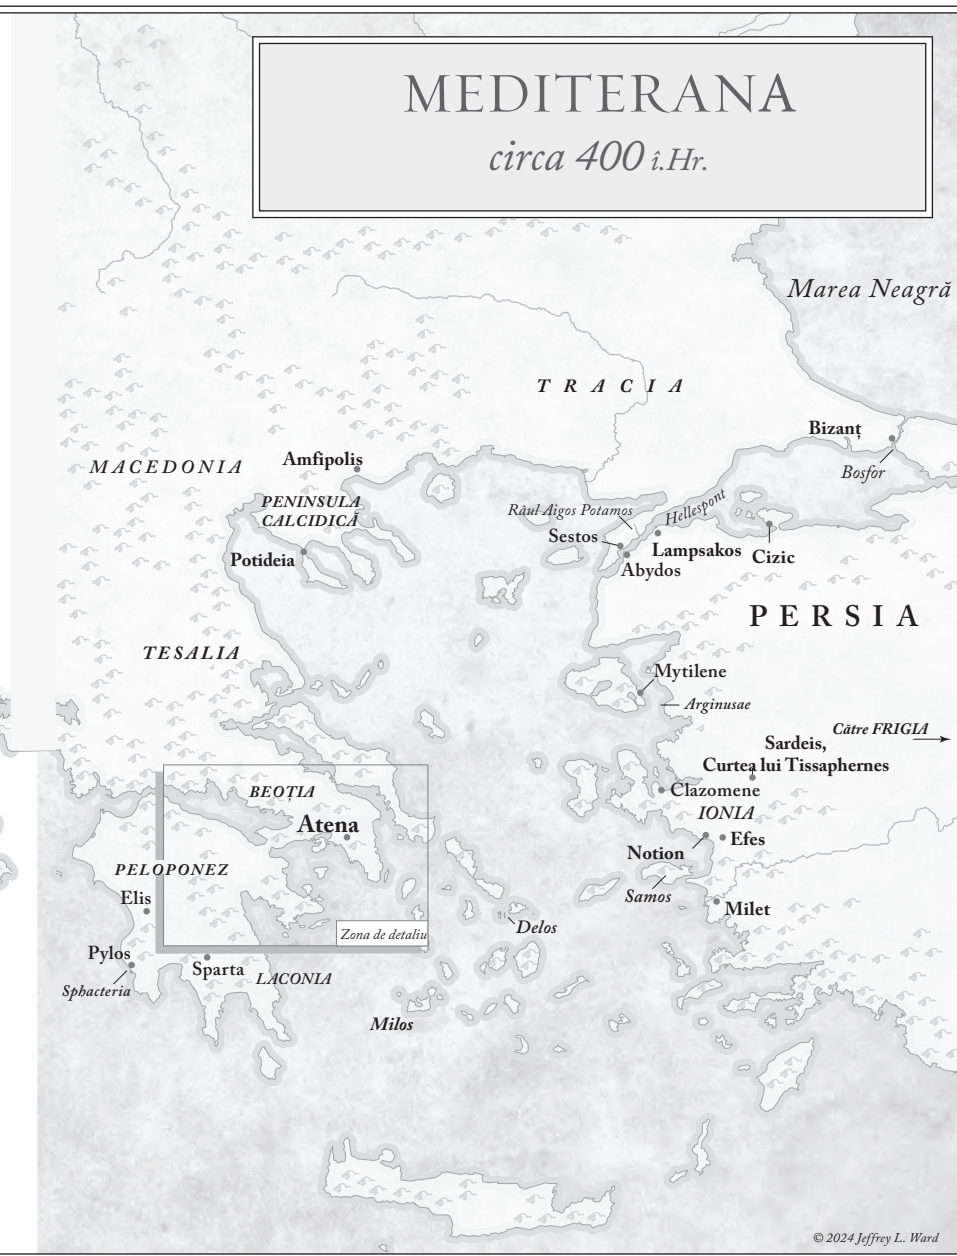 MEDITERANA
circa 400 î.Hr.
Marea Neagră
TRACIA
Bizanț
Bosfor
MACEDONIA
Amfipolis
PENINSULA
CALCIDICĂ
Râul Aigos Potamos
Hellespont
Sestos
Lampsakos
Cizic
Potideia
Abydos
PERSIA
TESALIA
Mytilene
Arginusae
Către FRIGIA
Sardeis,
Curtea lui Tissaphernes
Clazomene
BEOȚIA
IONIA
Atena
Efes
Notion
PELOPONEZ
Elis
Samos
Milet
Delos
Zona de detaliu
Pylos
Sparta
LACONIA
Sphacteria
Milos
© 2024 Jeffrey L. Ward